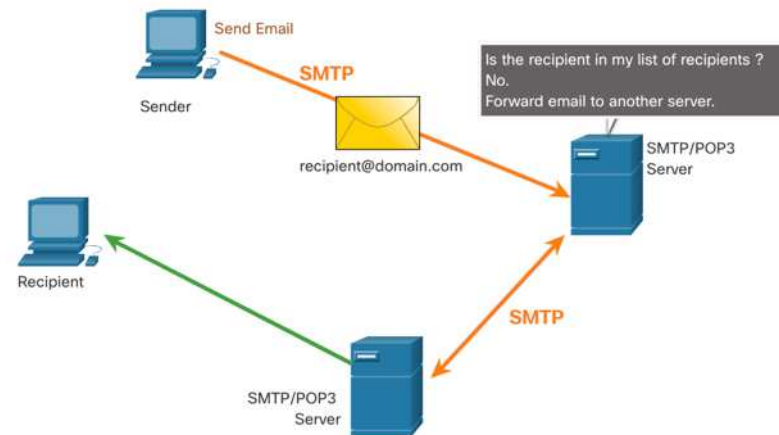 Send Email
SMTP
Sender
recipient@domain.com
Is the recipient in my list of recipients ?
No.
Forward email to another server.
SMTP/POP3
Server
Recipient
SMTP
SMTP/POP3
Server